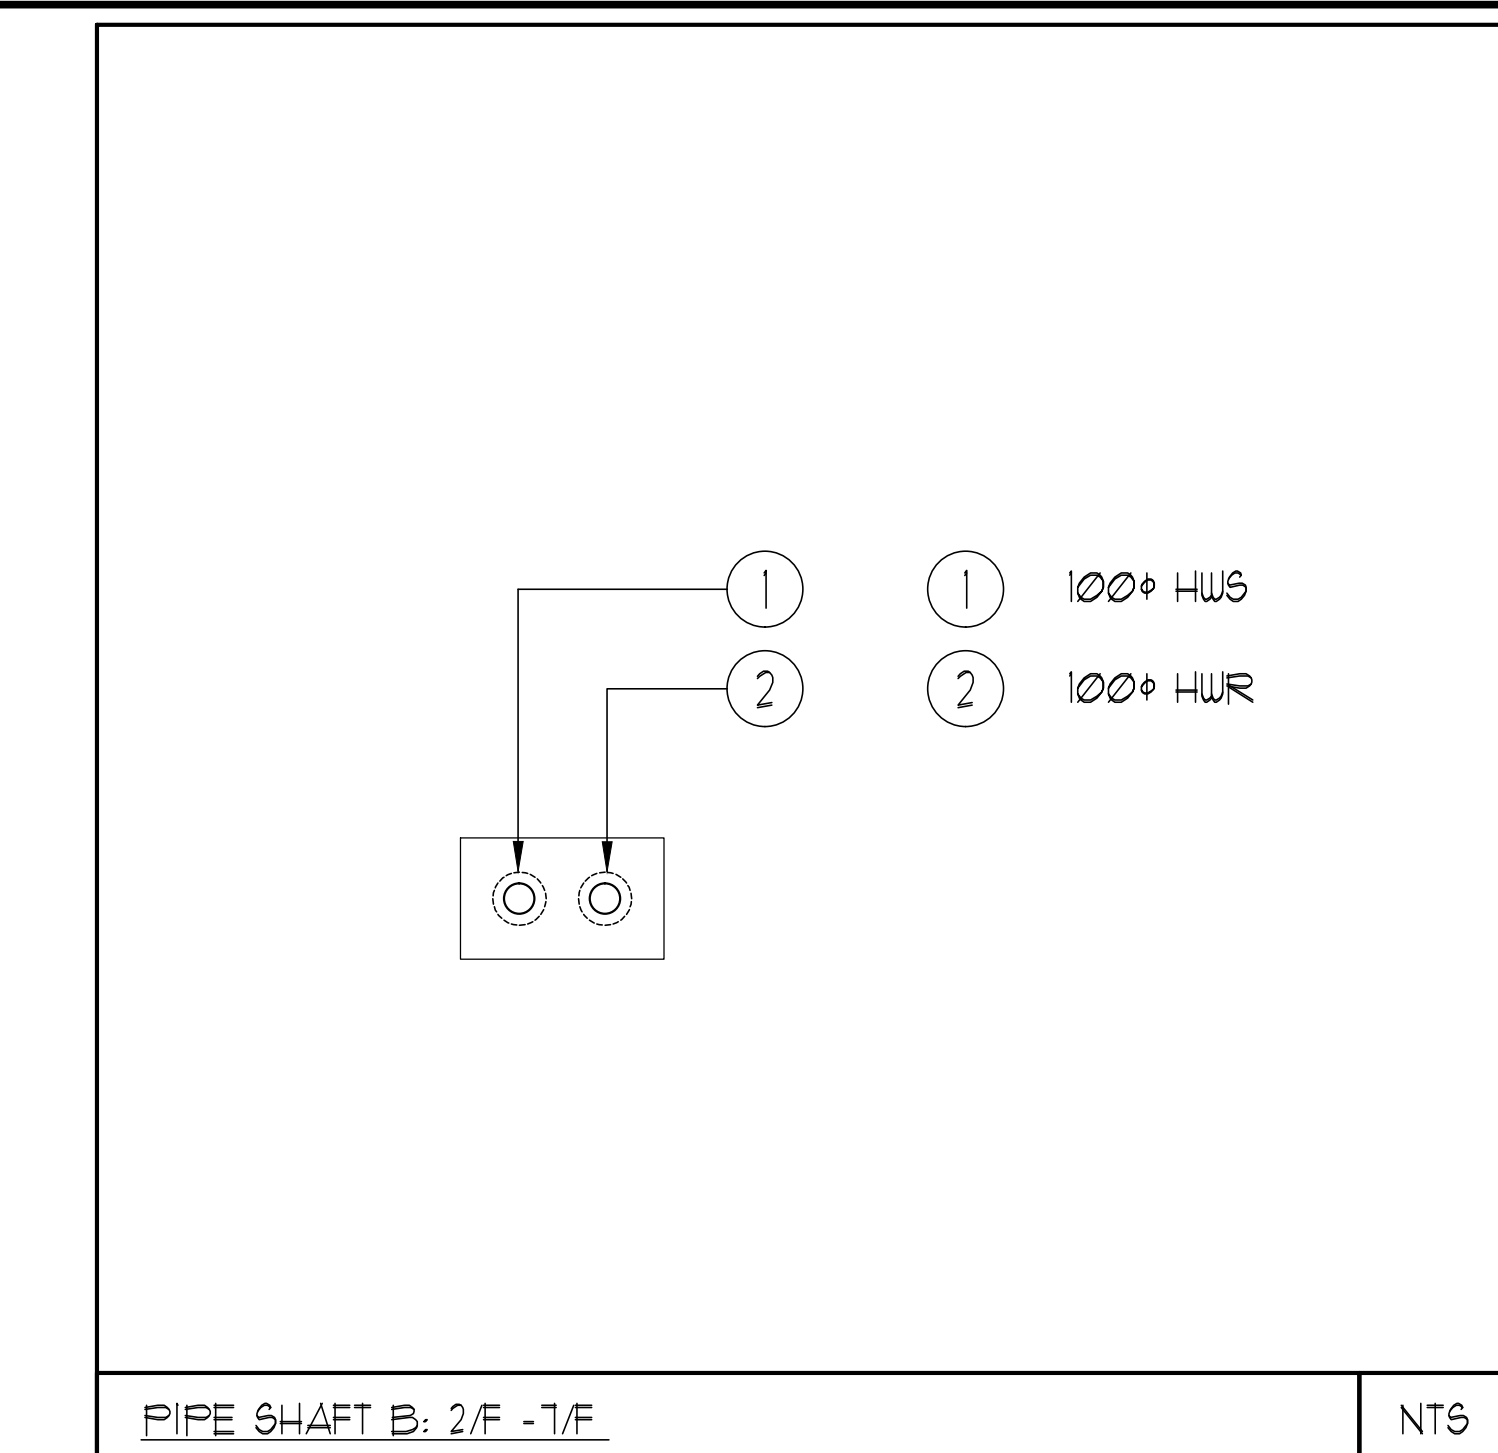 1
1 100ϕ HWS
2
2 100ϕ HWR
PIPE SHAFT B: 2/F -7/F
NTS